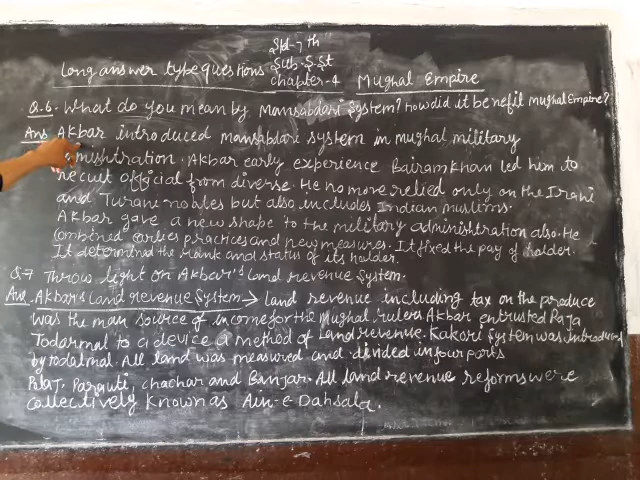 Std-7th
Sub-S.St
Long answer type questions chapter-4 Mughal Empire
Q.6. What do you mean by Mansabdari System? How did it benefit Mughal Empire?
Ans Akbar introduced mansabdari system in mughal military
Akbar early experience Bairam Khan led him to
recuit official from diverse. He no more relied only on the Irani
and Turani nobles but also includes Indian muslims.
Akbar gave a new shape to the military administration also. He
Combined earlies practices and new measures. It fixed the pay of holder.
It determined the and status of its holder.
Q.7 Throw light on Akbar's Land revenue System.
Ans. Akbar's Land revenue System → land revenue including tax on the produce
was the main source of income for the Mughal rulers Akbar entrusted Raja
Todarmal to a device a method of Land revenue. Kakori System was introduced
by todalmal. All land was measured and divided in four parts
Polaj. Parauti, chachar and Banjar. All land revenue reforms were
collectively known as Ain-e-Dahsala.